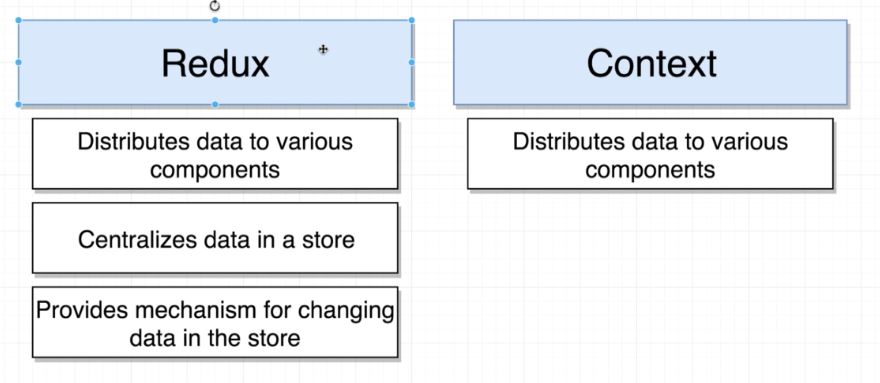 Redux
Distributes data to various
components
Centralizes data in a store
Provides mechanism for changing
data in the store
Context
Distributes data to various
components